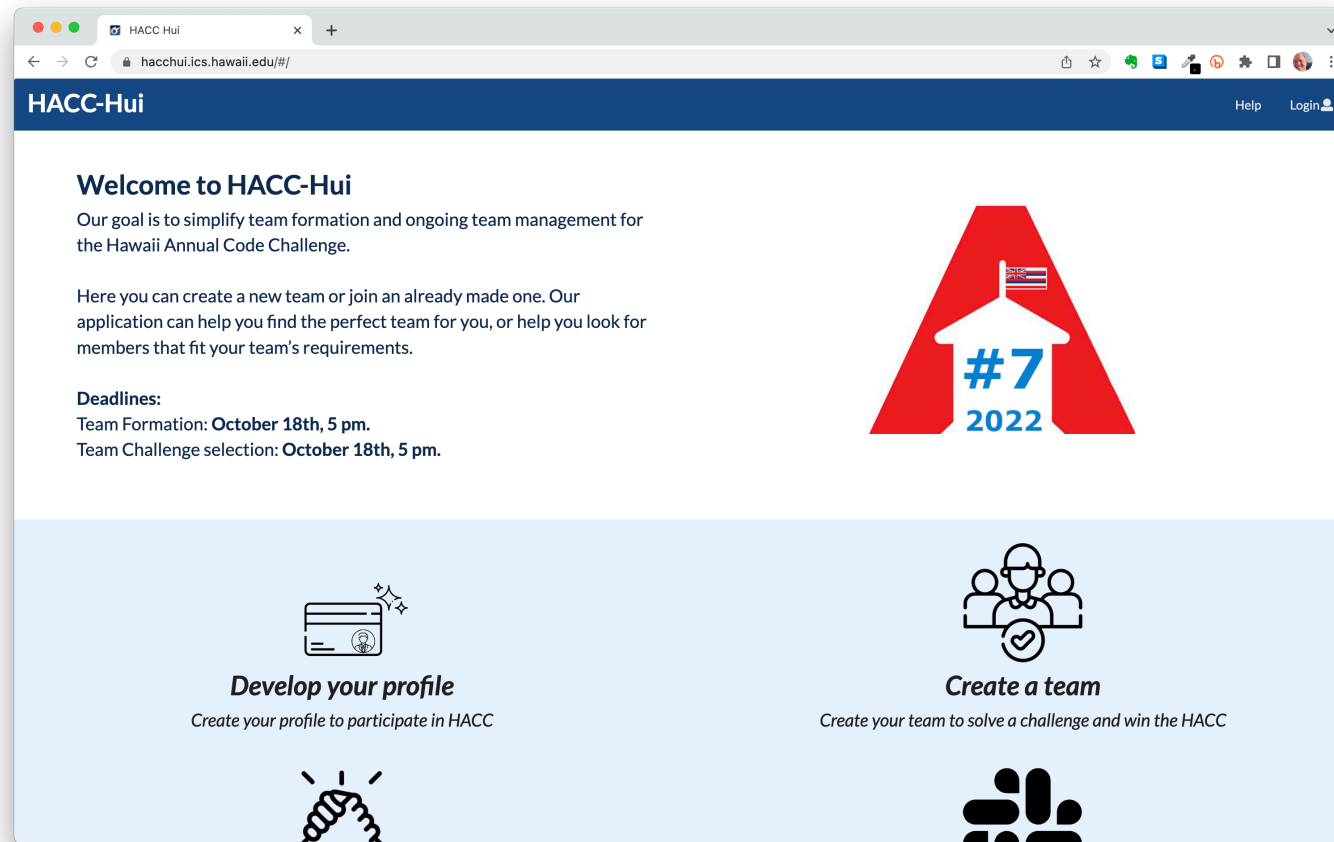 HACC Hui
hacchui.ics.hawaii.edu/#/
HACC-Hui
Help
Login
Welcome to HACC-Hui
Our goal is to simplify team formation and ongoing team management for
the Hawaii Annual Code Challenge.
Here you can create a new team or join an already made one. Our
application can help you find the perfect team for you, or help you look for
members that fit your team's requirements.
Deadlines:
Team Formation: October 18th, 5 pm.
Team Challenge selection: October 18th, 5 pm.
#7
2022
Develop your profile
Create your profile to participate in HACC
Create a team
Create your team to solve a challenge and win the HACC